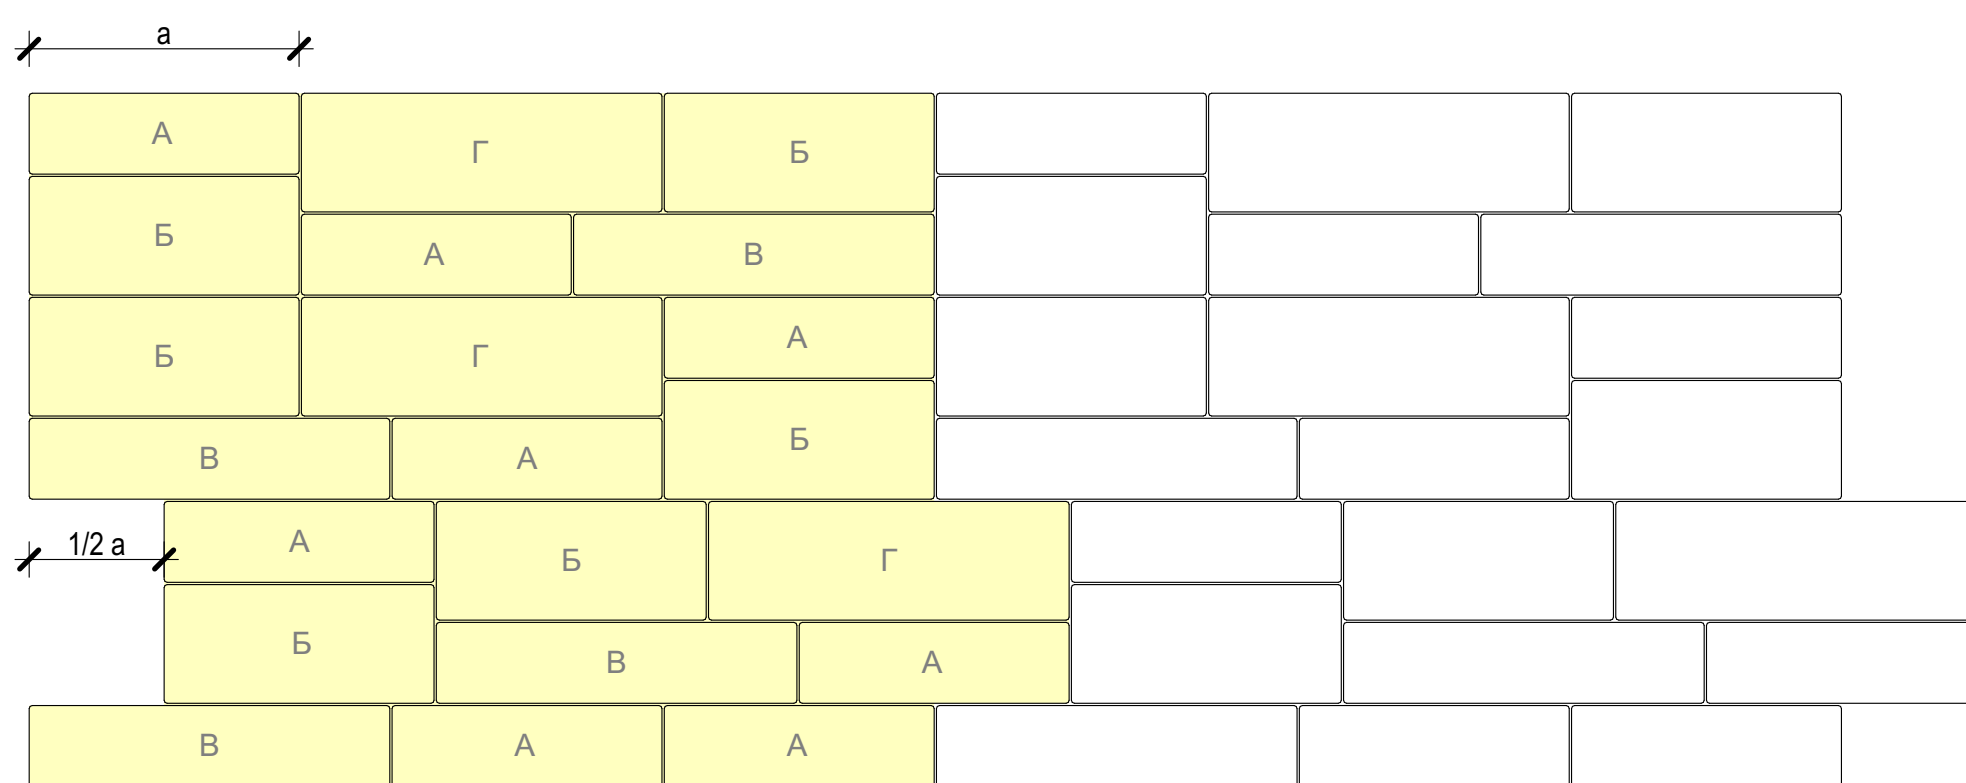 a
А Г Б
Б А В
Б Г А
В А Б
1/2 a А Б Г
Б В А
В А А